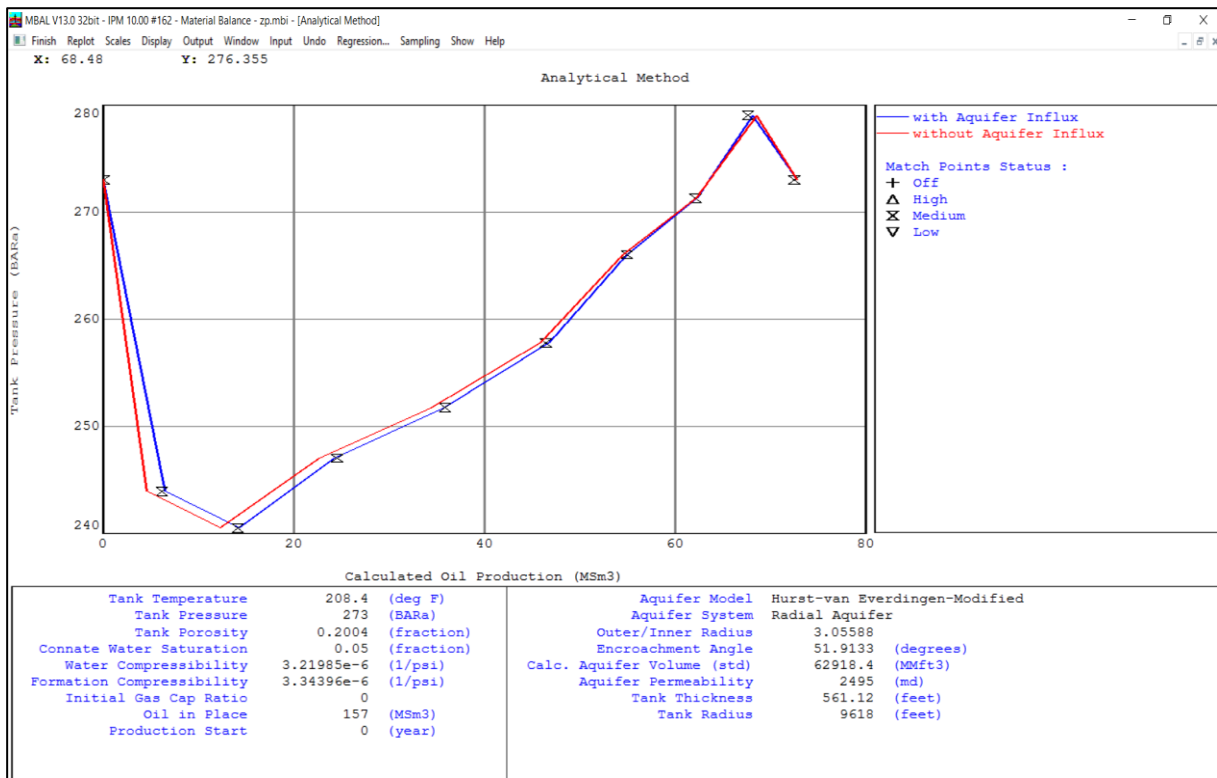 MBAL V13.0 32bit - IPM 10.00 #162 - Material Balance - zp.mbi - [Analytical Method]
Finish Replot Scales Display Output Window Input Undo Regression... Sampling Show Help
X: 68.48 Y: 276.355
Analytical Method
280
270
260
250
240
Tank Pressure (BARa)
0 20 40 60 80
Calculated Oil Production (MSm3)
with Aquifer Influx
without Aquifer Influx
Match Points Status :
Off
High
Medium
Low
Tank Temperature 208.4 (deg F)
Tank Pressure 273 (BARa)
Tank Porosity 0.2004 (fraction)
Connate Water Saturation 0.05 (fraction)
Water Compressibility 3.21985e-6 (1/psi)
Formation Compressibility 3.34396e-6 (1/psi)
Initial Gas Cap Ratio 0
Oil in Place 157 (MSm3)
Production Start 0 (year)
Aquifer Model Hurst-van Everdingen-Modified
Aquifer System Radial Aquifer
Outer/Inner Radius 3.05588
Encroachment Angle 51.9133 (degrees)
Calc. Aquifer Volume (std) 62918.4 (MMft3)
Aquifer Permeability 2495 (md)
Tank Thickness 561.12 (feet)
Tank Radius 9618 (feet)